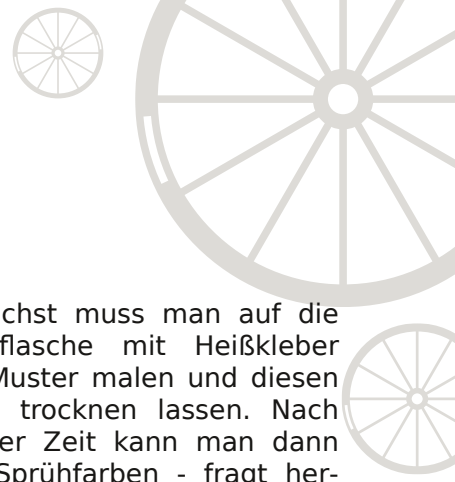 chst muss man auf die
flasche mit Heißkleber
Muster malen und diesen
trocknen lassen. Nach
er Zeit kann man dann
Sprühfarben - fragt her-